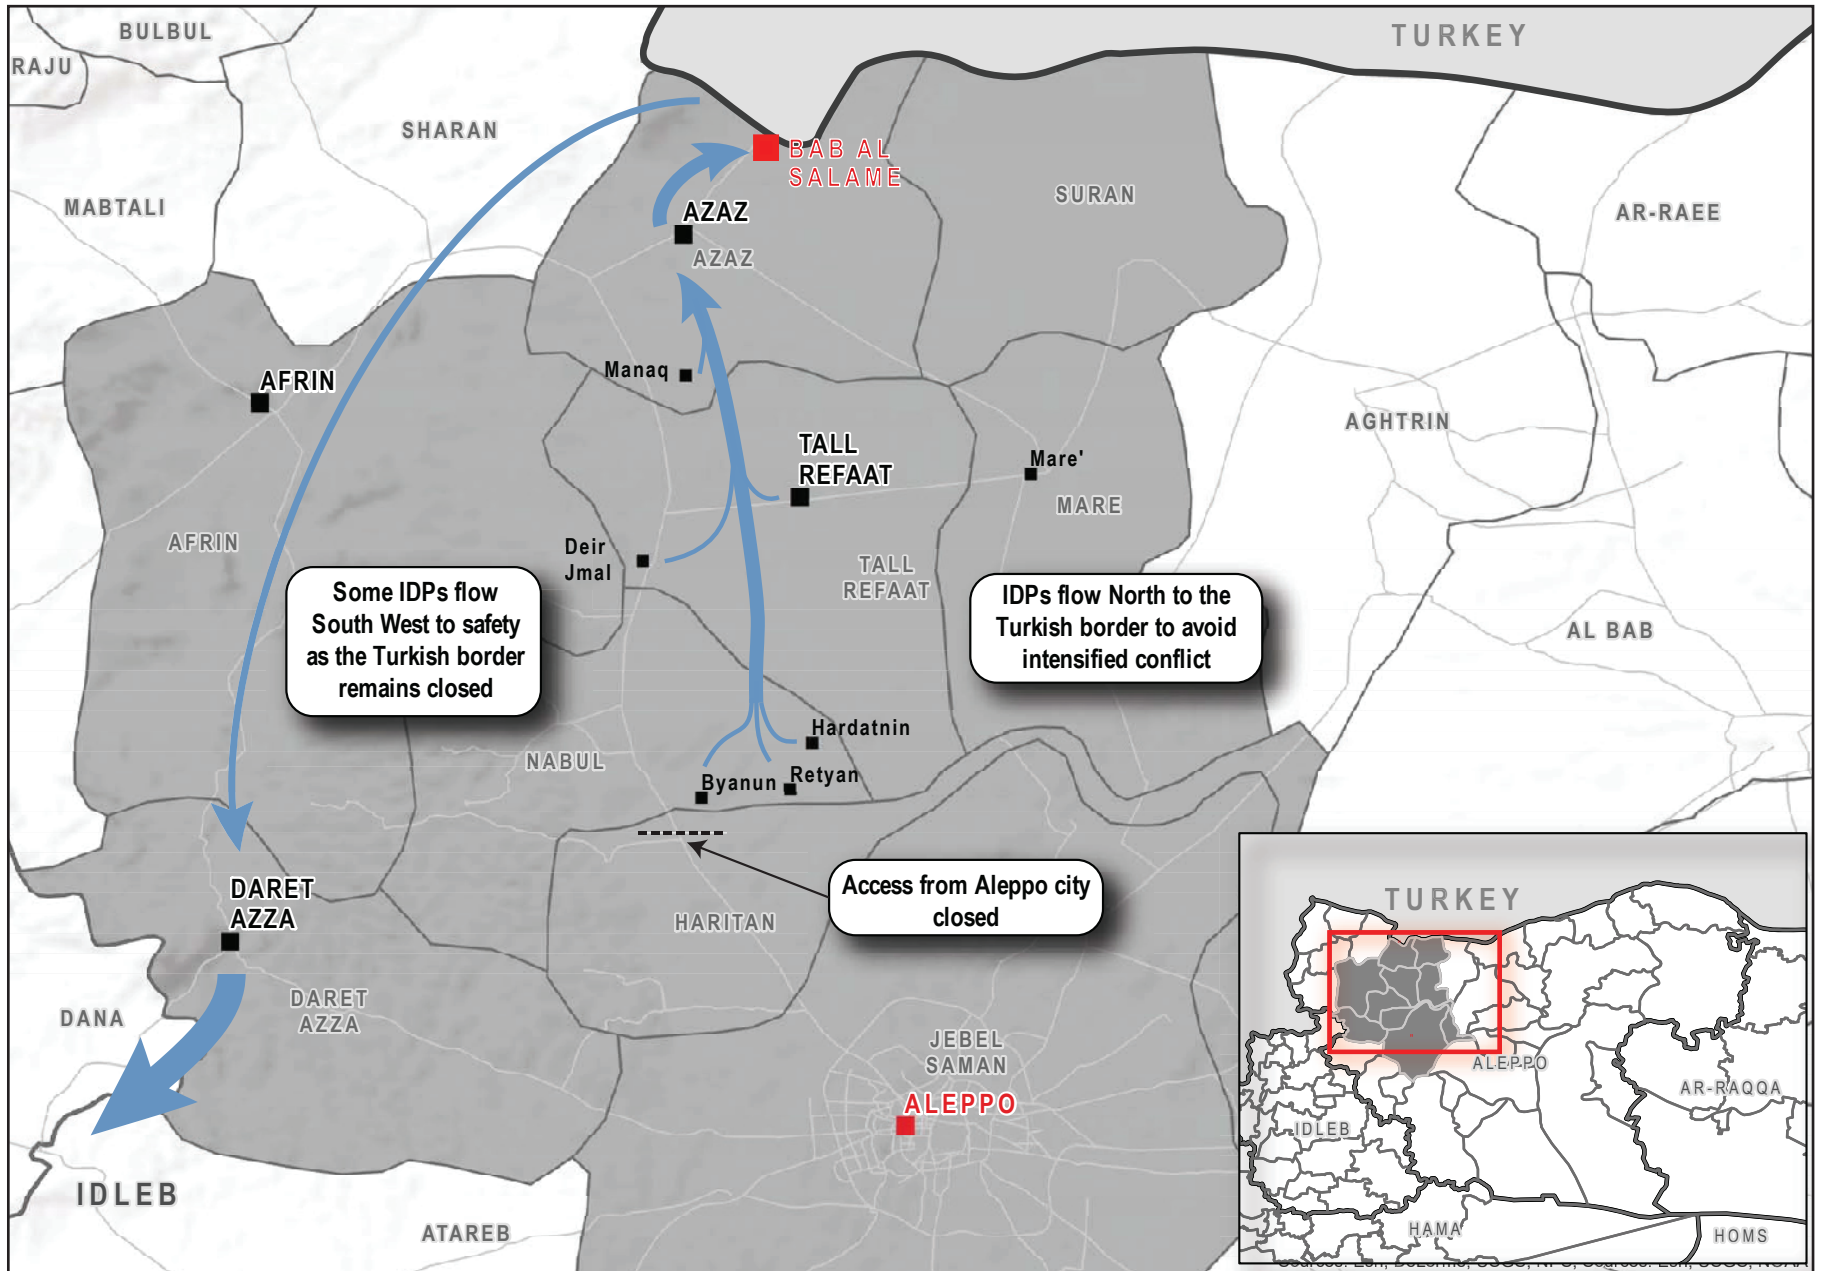 BULBUL
TURKEY
RAJU
SHARAN
BAB AL
SALAME
SURAN
MABTALI
AZAZ
AR-RAEE
AZAZ
Manaq
AFRIN
AGHTRIN
TALL
REFAAT
Mare'
MARE
AFRIN
Deir
Jmal
TALL
REFAAT
Some IDPs flow
South West to safety
as the Turkish border
remains closed
IDPs flow North to the
Turkish border to avoid
intensified conflict
AL BAB
Hardatnin
NABUL
Byanun
Retyan
DARET
AZZA
Access from Aleppo city
closed
HARITAN
DANA
DARET
AZZA
JEBEL
SAMAN
ALEPPO
IDLEB
ATAREB
TURKEY
ALEPPO
AR-RAQQA
IDLEB
HAMA
HOMS